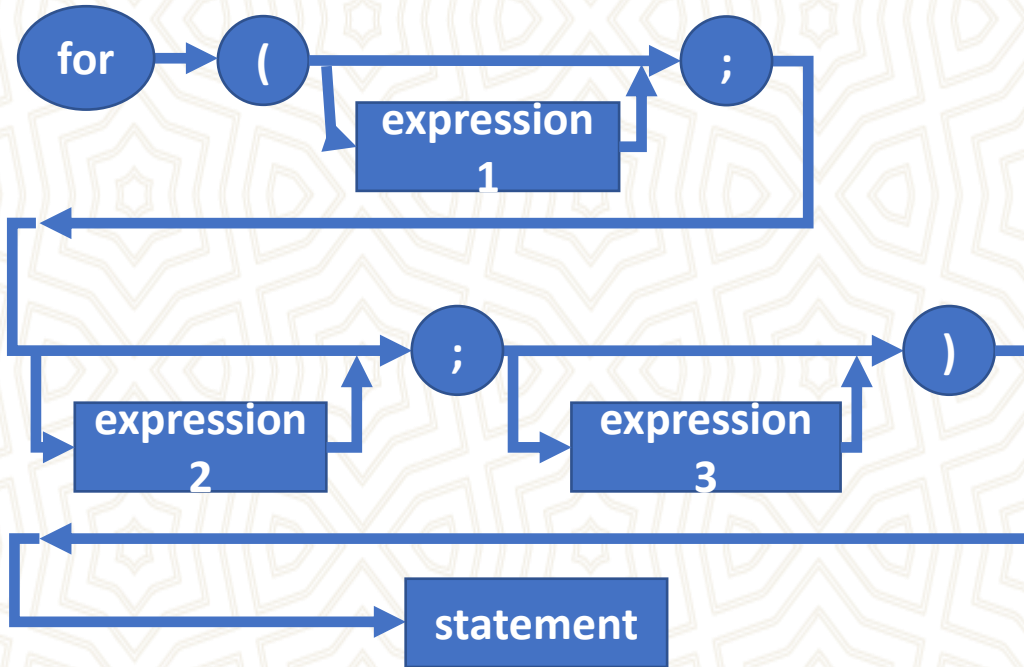 for
(
;
expression
1
;
)
expression
2
expression
3
statement